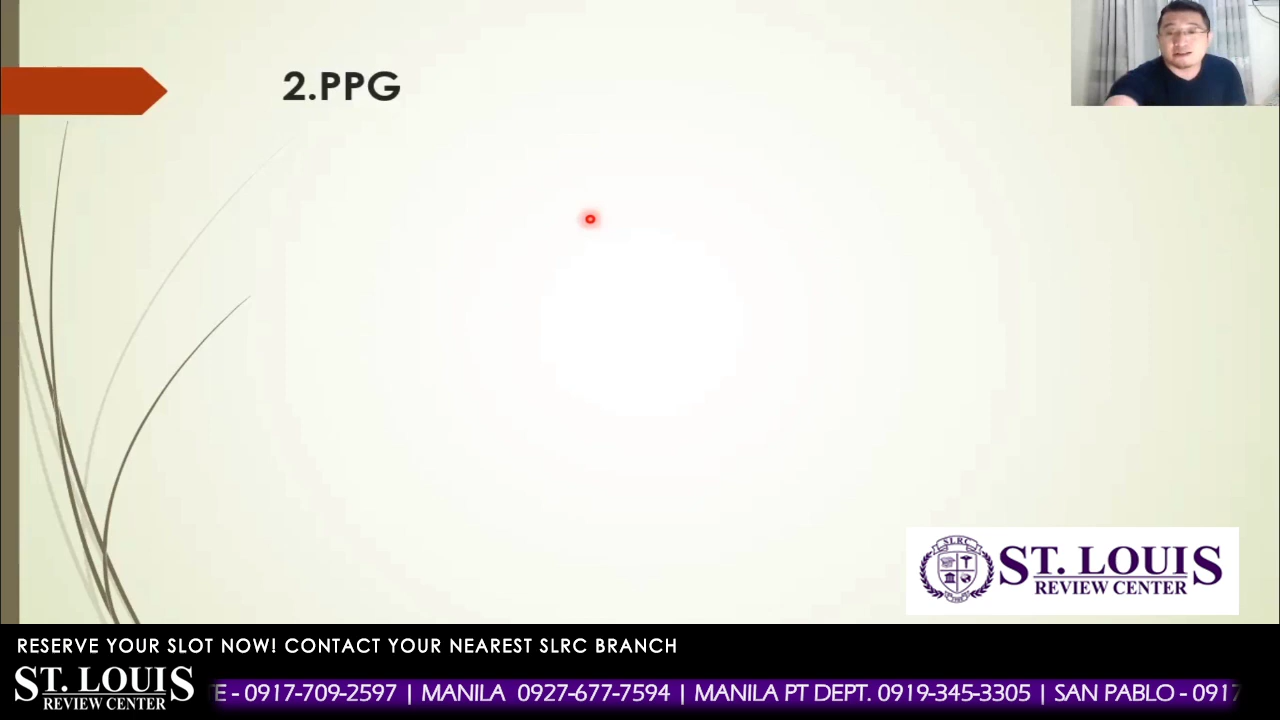 2.PPG
SLRC
ST. LOUIS
REVIEW CENTER
RESERVE YOUR SLOT NOW! CONTACT YOUR NEAREST SLRC BRANCH
ST. LOUIS
REVIEW CENTER
E - 0917-709-2597 | MANILA 0927-677-7594 | MANILA PT DEPT. 0919-345-3305 | SAN PABLO - 0917